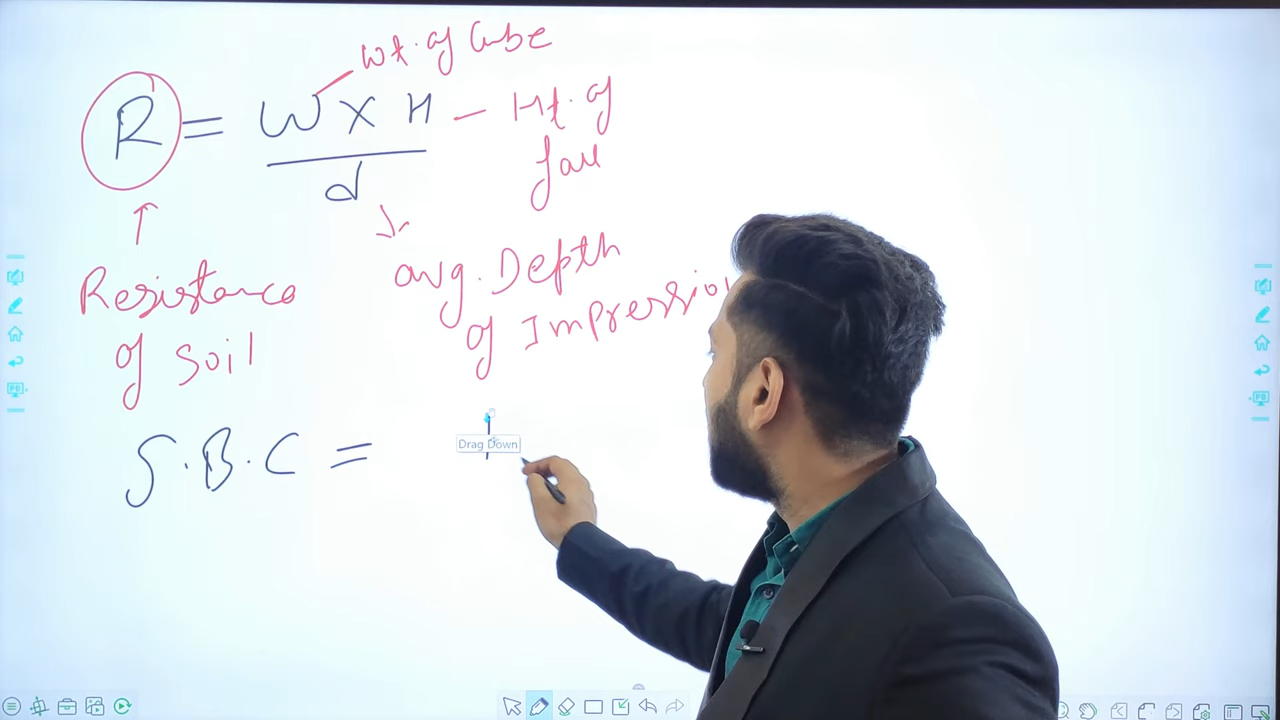 wt. of Cube
R = W X H - Ht. of
fall
d
avg. Depth
of Impression
Resistance
of Soil
S.B.C =
Drag Down